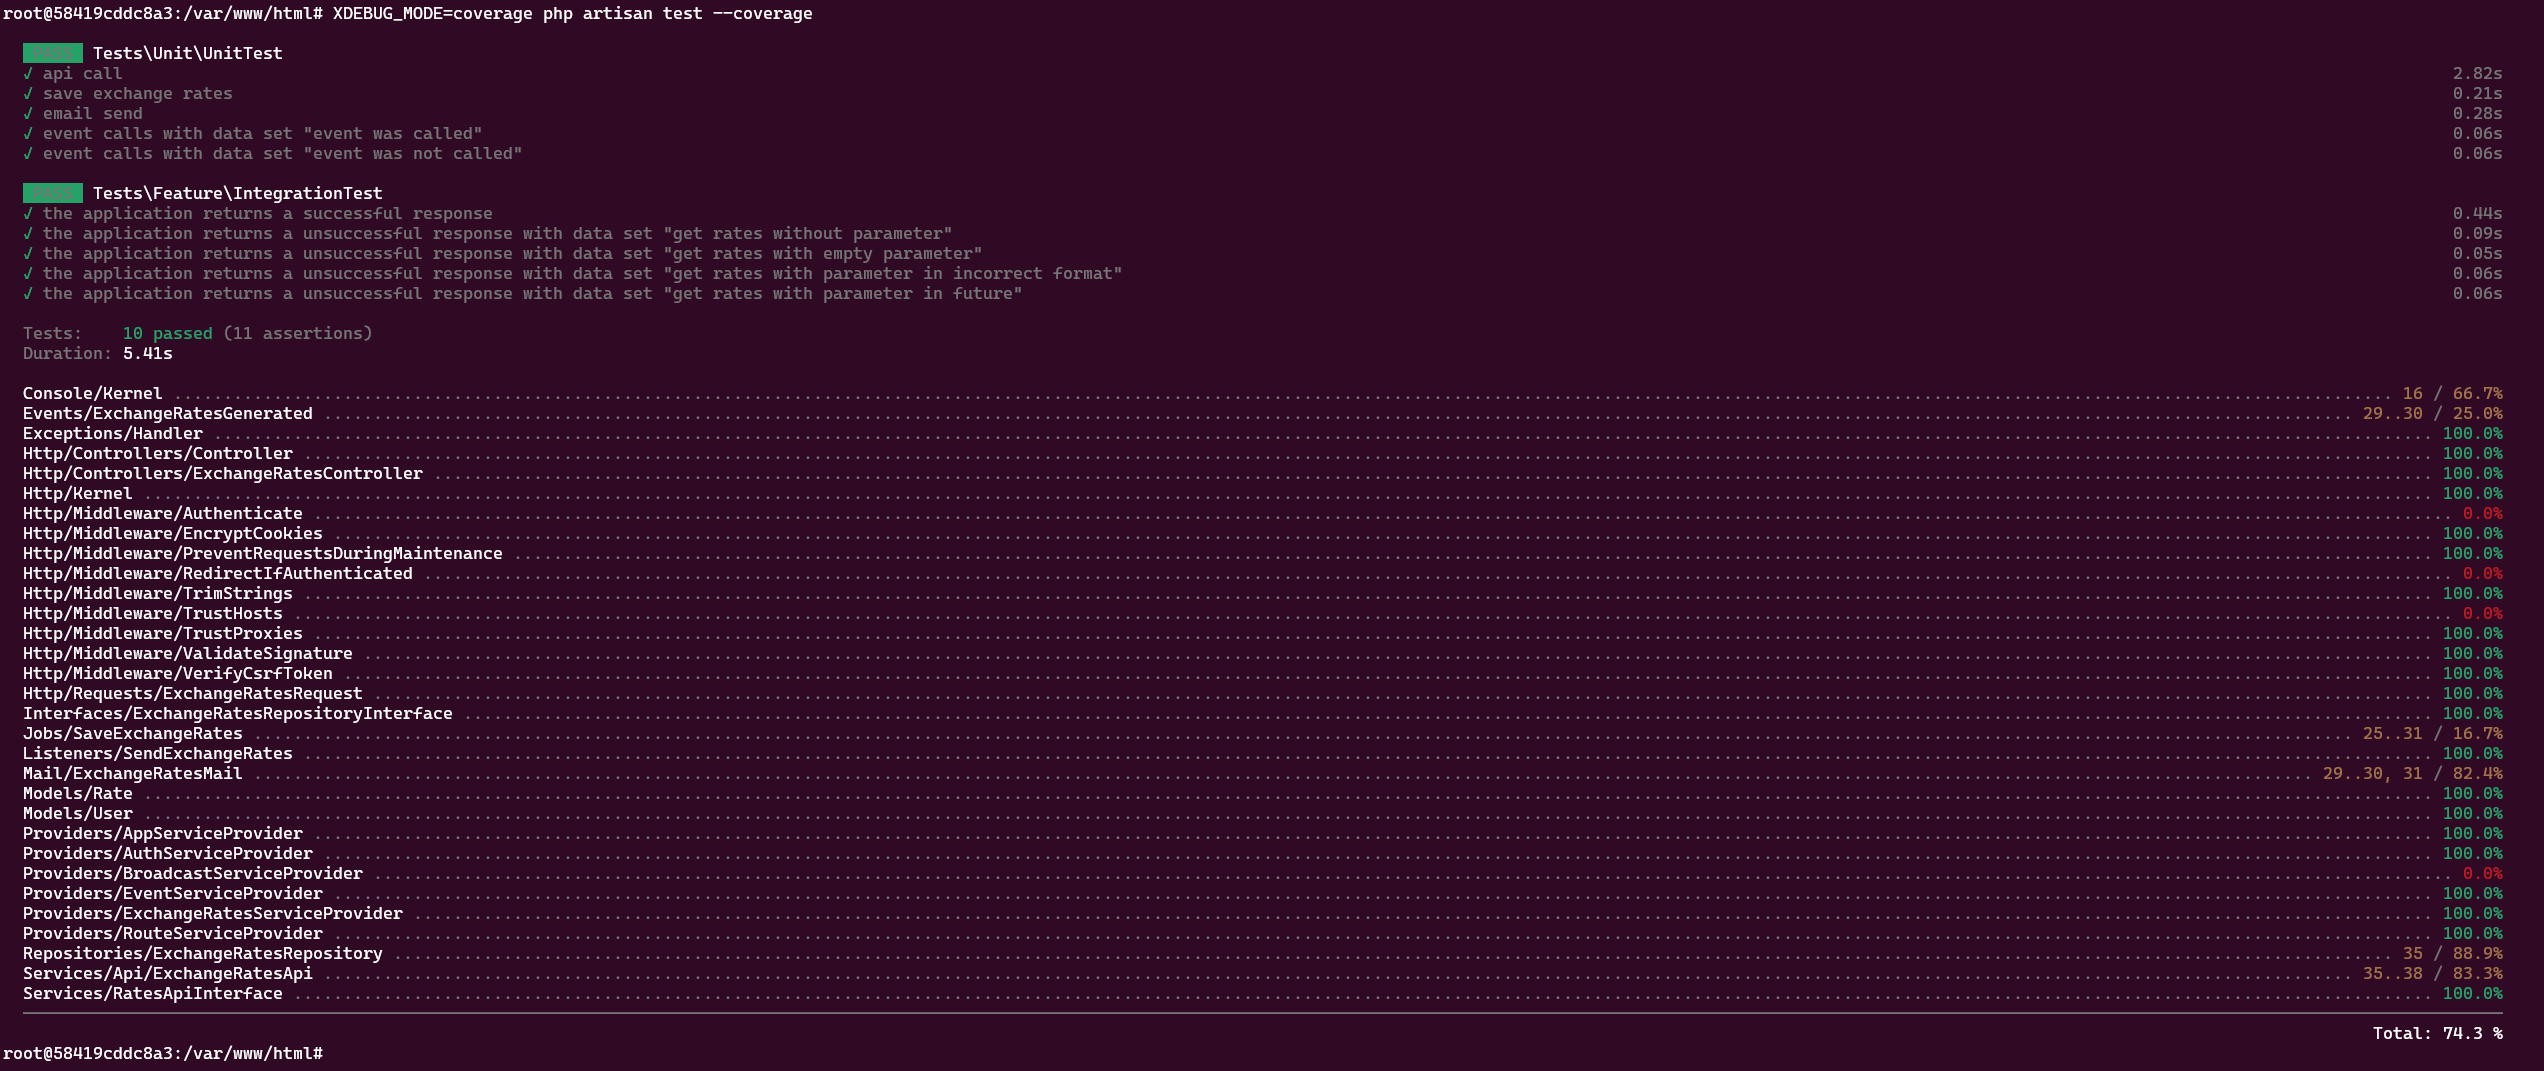 root@58419cddc8a3:/var/www/html# XDEBUG_MODE=coverage php artisan test --coverage
PASS Tests\Unit\UnitTest
✓ api call 2.82s
✓ save exchange rates 0.21s
✓ email send 0.28s
✓ event calls with data set "event was called" 0.06s
✓ event calls with data set "event was not called" 0.06s
PASS Tests\Feature\IntegrationTest
✓ the application returns a successful response 0.44s
✓ the application returns a unsuccessful response with data set "get rates without parameter" 0.09s
✓ the application returns a unsuccessful response with data set "get rates with empty parameter" 0.05s
✓ the application returns a unsuccessful response with data set "get rates with parameter in incorrect format" 0.06s
✓ the application returns a unsuccessful response with data set "get rates with parameter in future" 0.06s
Tests: 10 passed (11 assertions)
Duration: 5.41s
Console/Kernel ........ 16 / 66.7%
Events/ExchangeRatesGenerated ........ 29..30 / 25.0%
Exceptions/Handler ........ 100.0%
Http/Controllers/Controller ........ 100.0%
Http/Controllers/ExchangeRatesController ........ 100.0%
Http/Kernel ........ 100.0%
Http/Middleware/Authenticate ........ 0.0%
Http/Middleware/EncryptCookies ........ 100.0%
Http/Middleware/PreventRequestsDuringMaintenance ........ 100.0%
Http/Middleware/RedirectIfAuthenticated ........ 0.0%
Http/Middleware/TrimStrings ........ 100.0%
Http/Middleware/TrustHosts ........ 0.0%
Http/Middleware/TrustProxies ........ 100.0%
Http/Middleware/ValidateSignature ........ 100.0%
Http/Middleware/VerifyCsrfToken ........ 100.0%
Http/Requests/ExchangeRatesRequest ........ 100.0%
Interfaces/ExchangeRatesRepositoryInterface ........ 100.0%
Jobs/SaveExchangeRates ........ 25..31 / 16.7%
Listeners/SendExchangeRates ........ 100.0%
Mail/ExchangeRatesMail ........ 29..30, 31 / 82.4%
Models/Rate ........ 100.0%
Models/User ........ 100.0%
Providers/AppServiceProvider ........ 100.0%
Providers/AuthServiceProvider ........ 100.0%
Providers/BroadcastServiceProvider ........ 0.0%
Providers/EventServiceProvider ........ 100.0%
Providers/ExchangeRatesServiceProvider ........ 100.0%
Providers/RouteServiceProvider ........ 100.0%
Repositories/ExchangeRatesRepository ........ 35 / 88.9%
Services/Api/ExchangeRatesApi ........ 35..38 / 83.3%
Services/RatesApiInterface ........ 100.0%
Total: 74.3 %
root@58419cddc8a3:/var/www/html#